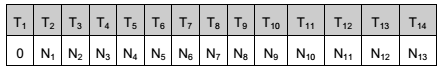 T₁ T₂ T₃ T₄ T₅ T₆ T₇ T₈ T₉ T₁₀ T₁₁ T₁₂ T₁₃ T₁₄
0 N₁ N₂ N₃ N₄ N₅ N₆ N₇ N₈ N₉ N₁₀ N₁₁ N₁₂ N₁₃